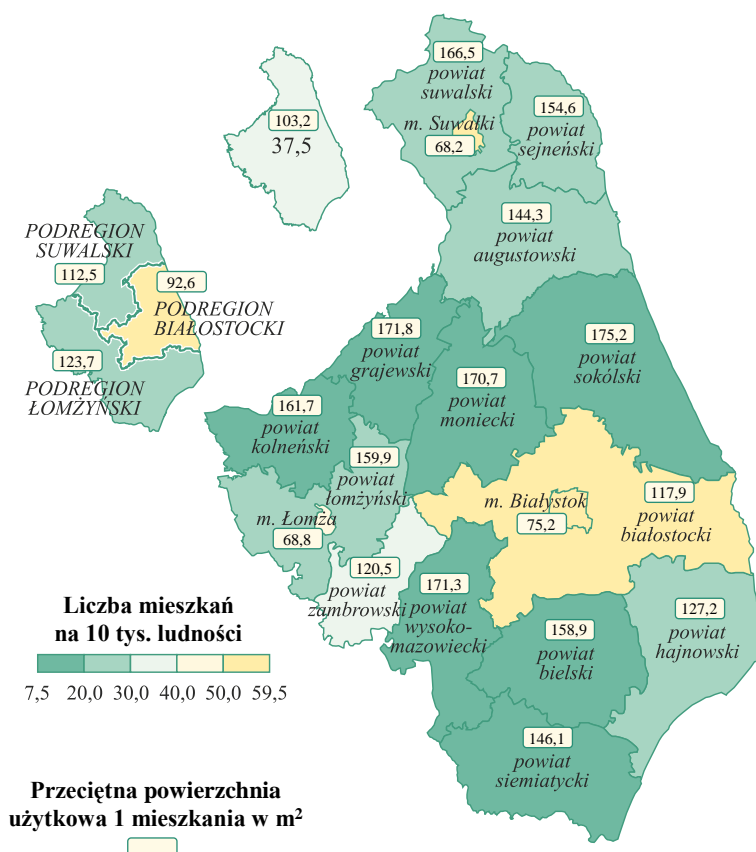 166,5
powiat
suwalski
m. Suwałki
68,2
154,6
powiat
sejneński
103,2
37,5
144,3
powiat
augustowski
PODREGION
SUWALSKI
112,5
92,6
PODREGION
BIAŁOSTOCKI
123,7
PODREGION
ŁOMŻYŃSKI
171,8
powiat
grajewski
175,2
powiat
sokólski
170,7
powiat
moniecki
161,7
powiat
kolneński
159,9
powiat
łomżyński
m. Łomża
68,8
m. Białystok
75,2
117,9
powiat
białostocki
120,5
powiat
zambrowski
171,3
powiat
wysoko-
mazowiecki
158,9
powiat
bielski
127,2
powiat
hajnowski
146,1
powiat
siemiatycki
Liczba mieszkań
na 10 tys. ludności
7,5 20,0 30,0 40,0 50,0 59,5
Przeciętna powierzchnia
użytkowa 1 mieszkania w m²